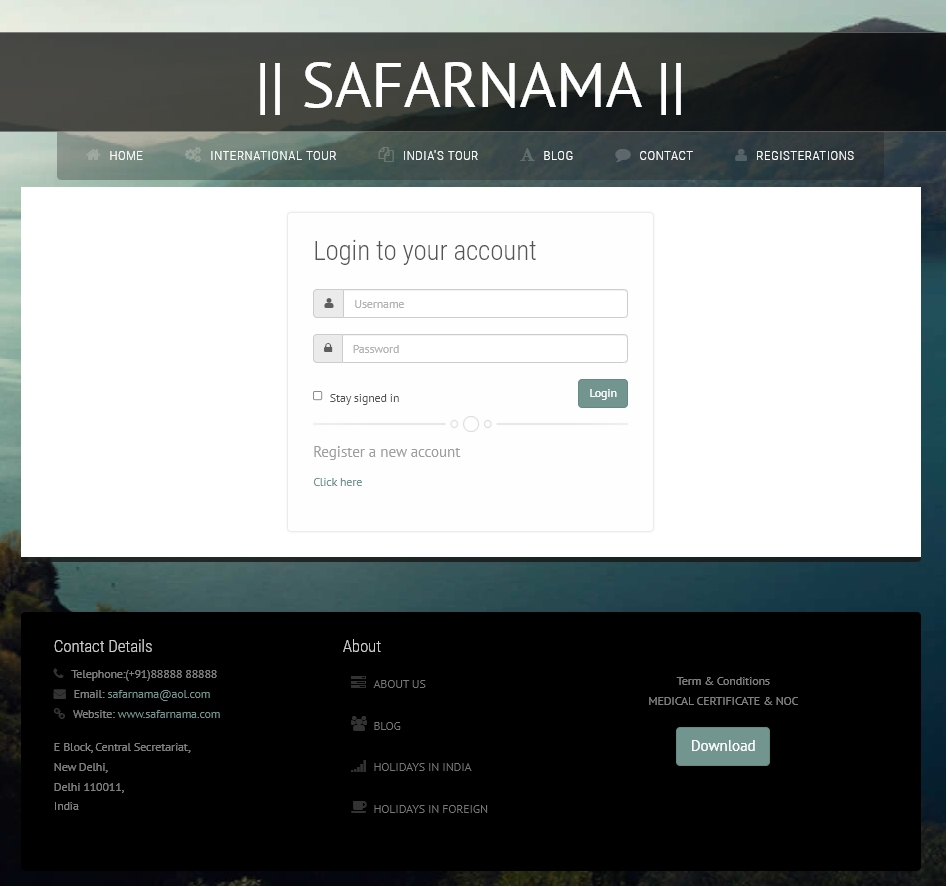 || SAFARNAMA ||
HOME INTERNATIONAL TOUR INDIA'S TOUR BLOG CONTACT REGISTERATIONS
Login to your account
Username
Password
Stay signed in Login
Register a new account
Click here
Contact Details
Telephone:(+91)88888 88888
Email: safarnama@aol.com
Website: www.safarnama.com
E Block, Central Secretariat,
New Delhi,
Delhi 110011,
India
About
ABOUT US
BLOG
HOLIDAYS IN INDIA
HOLIDAYS IN FOREIGN
Term & Conditions
MEDICAL CERTIFICATE & NOC
Download